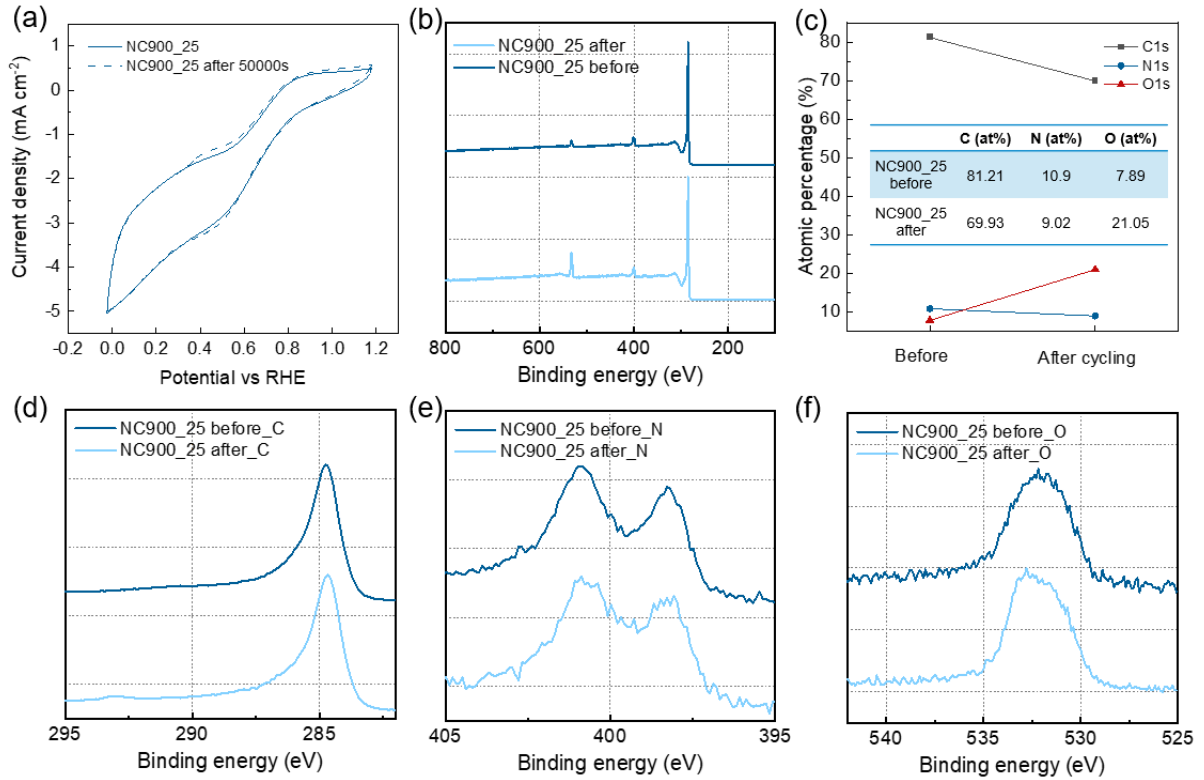 (a)
NC900_25
NC900_25 after 50000s
Current density (mA cm⁻²)
1
0
-1
-2
-3
-4
-5
-0.2 0.0 0.2 0.4 0.6 0.8 1.0 1.2
Potential vs RHE
(b)
NC900_25 after
NC900_25 before
800 600 400 200
Binding energy (eV)
(c)
Atomic percentage (%)
80
70
60
50
40
30
20
10
C1s
N1s
O1s
C (at%) N (at%) O (at%)
NC900_25 before 81.21 10.9 7.89
NC900_25 after 69.93 9.02 21.05
Before After cycling
(d)
NC900_25 before_C
NC900_25 after_C
295 290 285
Binding energy (eV)
(e)
NC900_25 before_N
NC900_25 after_N
405 400 395
Binding energy (eV)
(f)
NC900_25 before_O
NC900_25 after_O
540 535 530 525
Binding energy (eV)